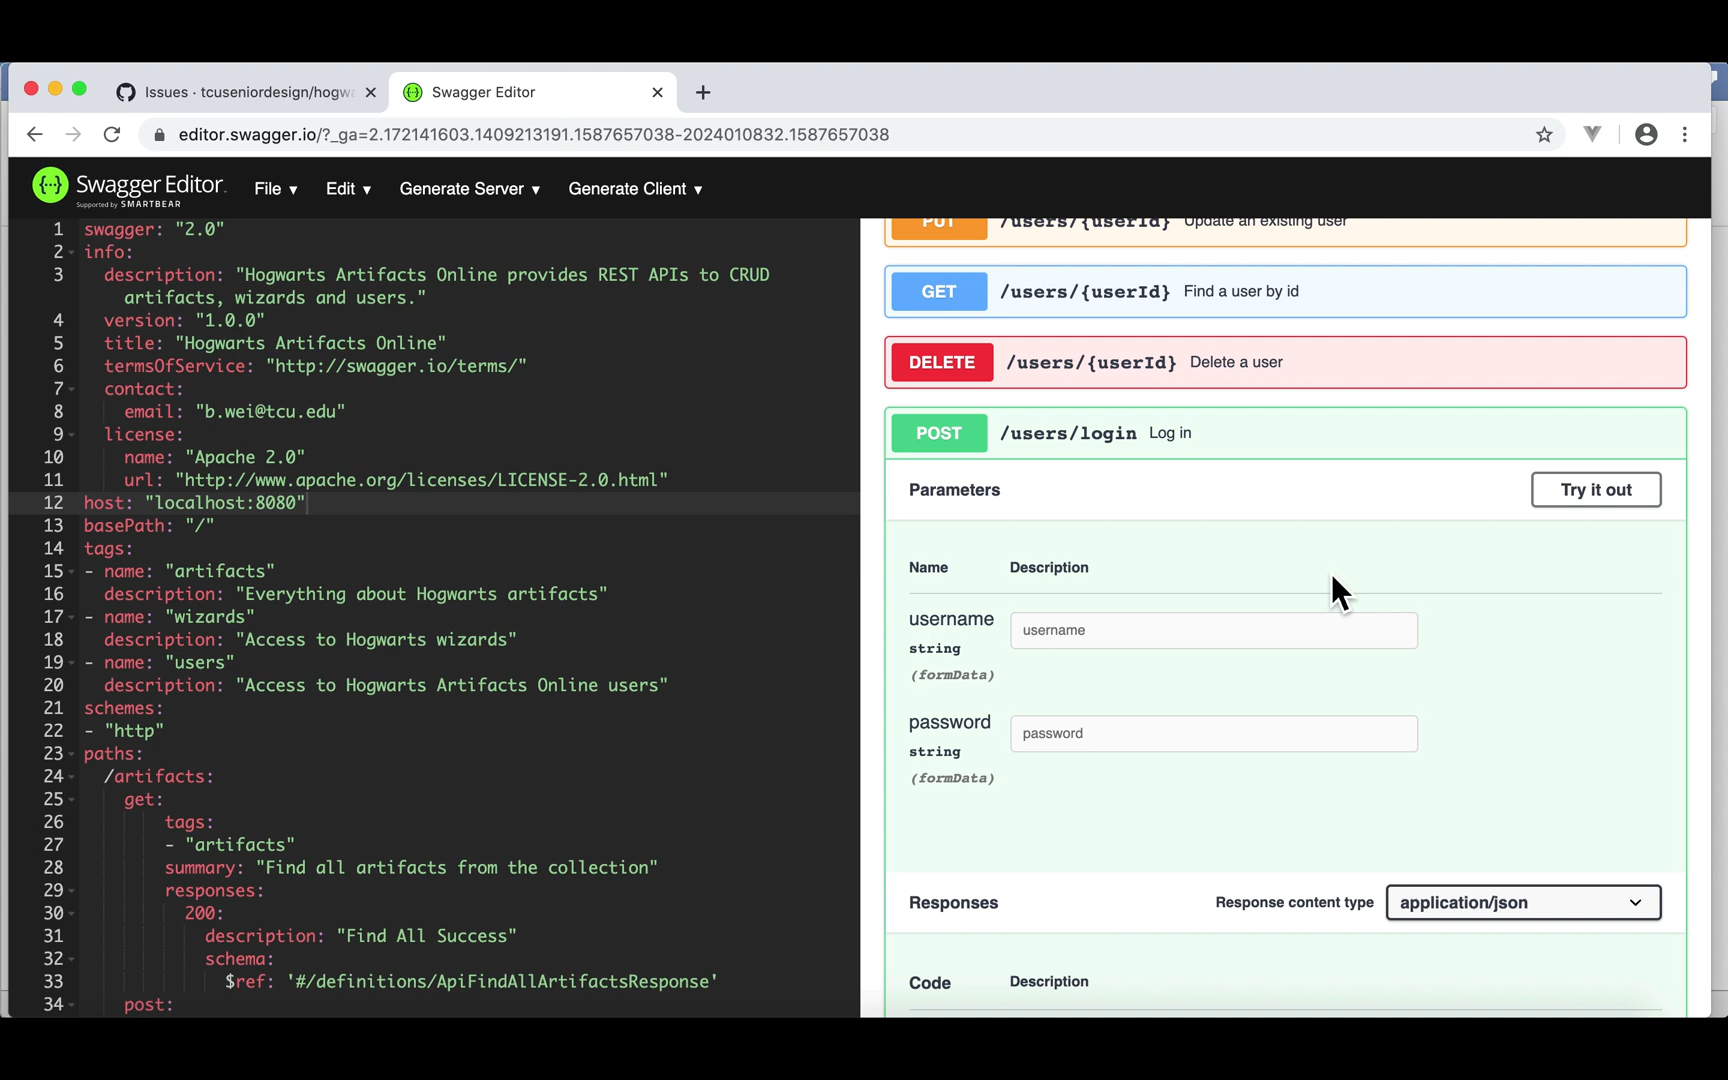 Issues · tcuseniordesign/hogw
Swagger Editor
editor.swagger.io/?_ga=2.172141603.1409213191.1587657038-2024010832.1587657038
Swagger Editor.
Supported by SMARTBEAR
File ▾
Edit ▾
Generate Server ▾
Generate Client ▾
1 swagger: "2.0"
2 info:
3 description: "Hogwarts Artifacts Online provides REST APIs to CRUD
artifacts, wizards and users."
4 version: "1.0.0"
5 title: "Hogwarts Artifacts Online"
6 termsOfService: "http://swagger.io/terms/"
7 contact:
8 email: "b.wei@tcu.edu"
9 license:
10 name: "Apache 2.0"
11 url: "http://www.apache.org/licenses/LICENSE-2.0.html"
12 host: "localhost:8080"
13 basePath: "/"
14 tags:
15 - name: "artifacts"
16 description: "Everything about Hogwarts artifacts"
17 - name: "wizards"
18 description: "Access to Hogwarts wizards"
19 - name: "users"
20 description: "Access to Hogwarts Artifacts Online users"
21 schemes:
22 - "http"
23 paths:
24 /artifacts:
25 get:
26 tags:
27 - "artifacts"
28 summary: "Find all artifacts from the collection"
29 responses:
30 200:
31 description: "Find All Success"
32 schema:
33 $ref: '#/definitions/ApiFindAllArtifactsResponse'
34 post:
PUT /users/{userId} Update an existing user
GET /users/{userId} Find a user by id
DELETE /users/{userId} Delete a user
POST /users/login Log in
Parameters
Try it out
Name Description
username
string
(formData)
username
password
string
(formData)
password
Responses
Response content type
application/json
Code Description